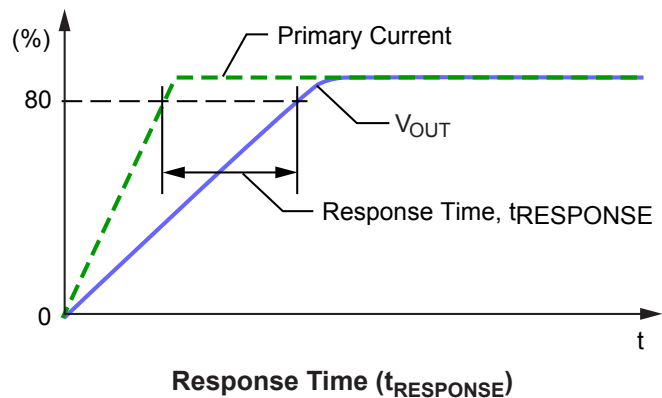 (%)
Primary Current
80
VOUT
Response Time, tRESPONSE
0
t
Response Time (tRESPONSE)